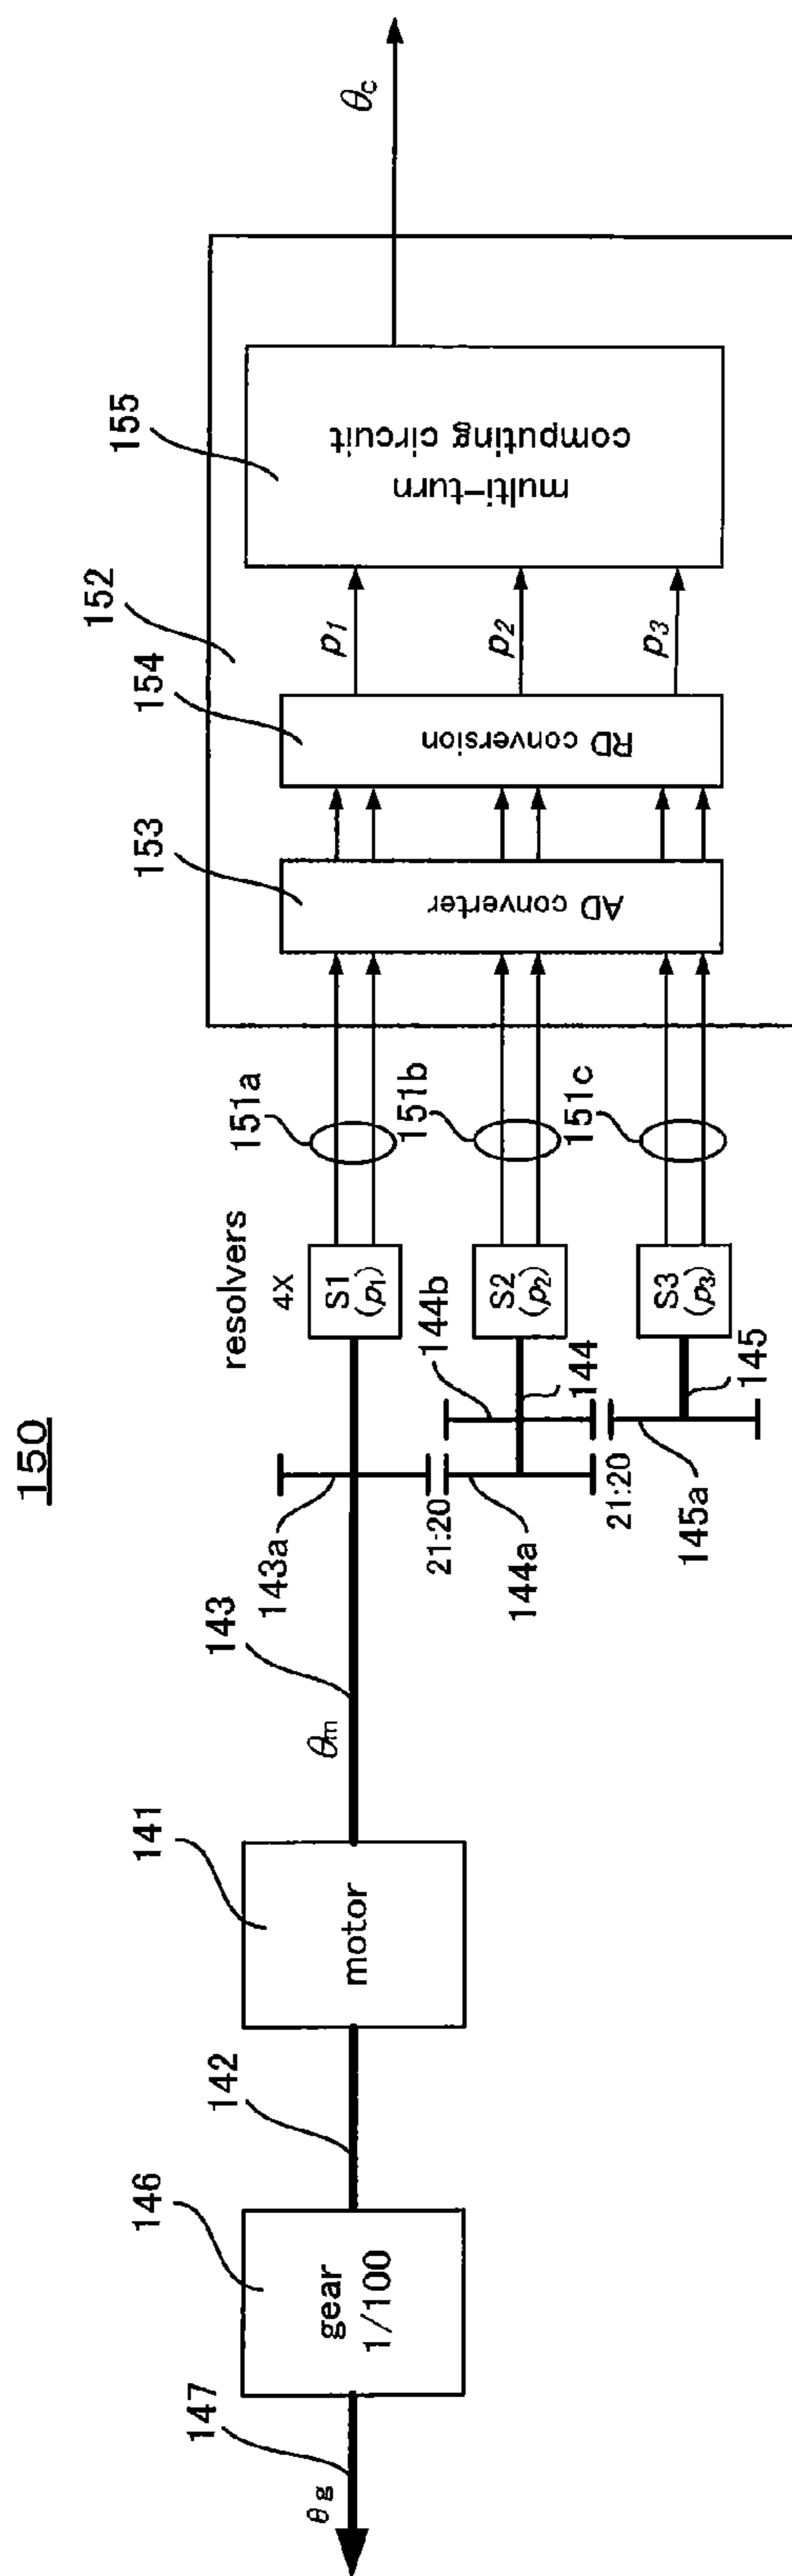 150
θg
147
gear
1/100
146
142
motor
141
θm
143
143a
21:20
144a
21:20
145a
144b
144
145
resolvers
4X
S1
(p1)
S2
(p2)
S3
(p3)
151a
151b
151c
AD converter
153
RD conversion
154
152
p1
p2
p3
multi-turn
computing circuit
155
θc